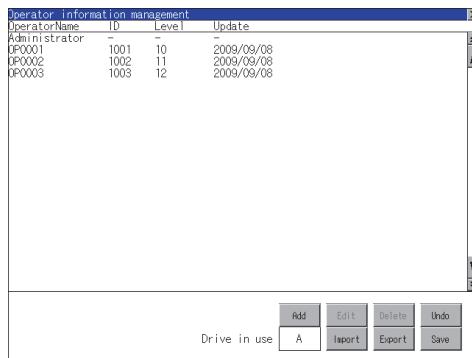 Operator information management
OperatorName ID Level Update
Administrator - - -
OP0001 1001 10 2009/09/08
OP0002 1002 11 2009/09/08
OP0003 1003 12 2009/09/08
Add Edit Delete Undo
Drive in use A Import Export Save